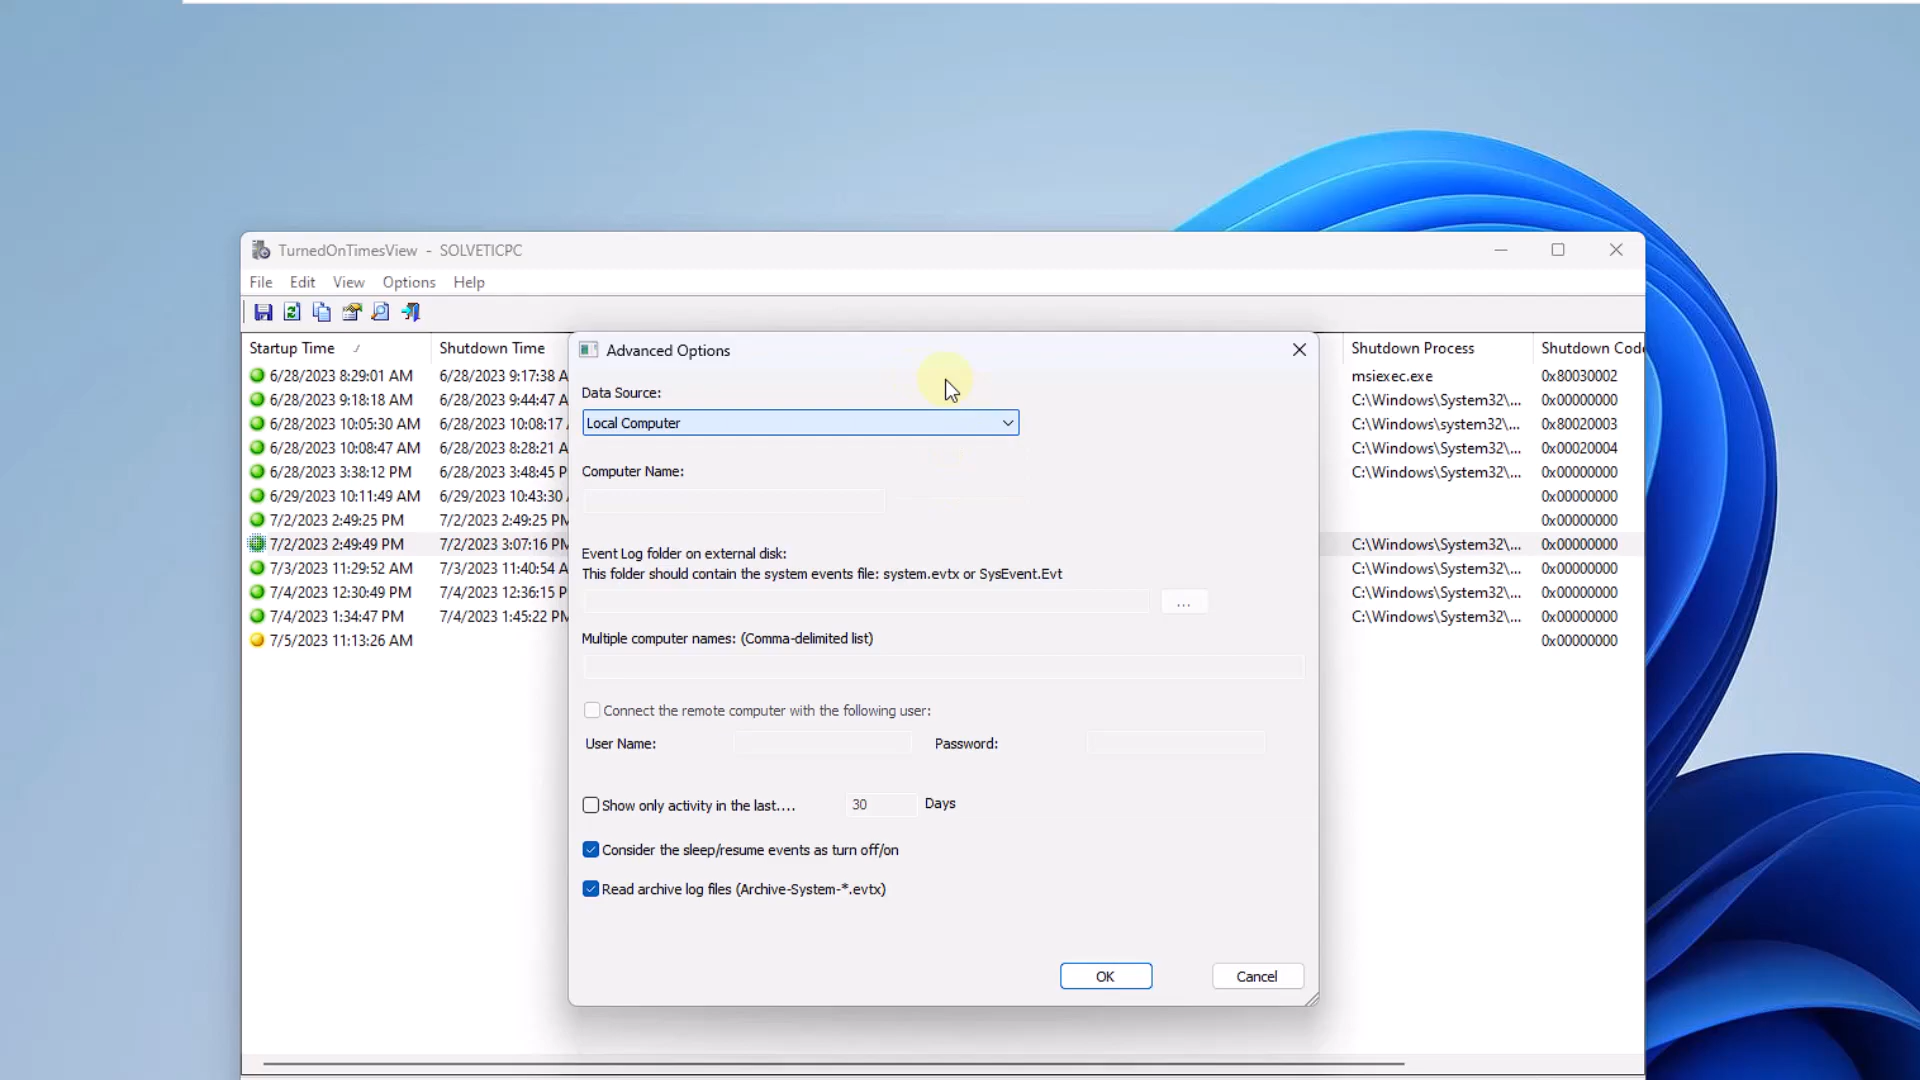 TurnedOnTimesView - SOLVETICPC
File Edit View Options Help
Startup Time Shutdown Time Shutdown Process Shutdown Code
6/28/2023 8:29:01 AM 6/28/2023 9:17:38 A msiexec.exe 0x80030002
6/28/2023 9:18:18 AM 6/28/2023 9:44:47 A C:\Windows\System32\... 0x00000000
6/28/2023 10:05:30 AM 6/28/2023 10:08:17 C:\Windows\system32\... 0x80020003
6/28/2023 10:08:47 AM 6/28/2023 8:28:21 A C:\Windows\System32\... 0x00020004
6/28/2023 3:38:12 PM 6/28/2023 3:48:45 P C:\Windows\System32\... 0x00000000
6/29/2023 10:11:49 AM 6/29/2023 10:43:30 0x00000000
7/2/2023 2:49:25 PM 7/2/2023 2:49:25 PM 0x00000000
7/2/2023 2:49:49 PM 7/2/2023 3:07:16 PM C:\Windows\System32\... 0x00000000
7/3/2023 11:29:52 AM 7/3/2023 11:40:54 A C:\Windows\System32\... 0x00000000
7/4/2023 12:30:49 PM 7/4/2023 12:36:15 P C:\Windows\System32\... 0x00000000
7/4/2023 1:34:47 PM 7/4/2023 1:45:22 PM C:\Windows\System32\... 0x00000000
7/5/2023 11:13:26 AM 0x00000000
Advanced Options
Data Source:
Local Computer
Computer Name:
Event Log folder on external disk:
This folder should contain the system events file: system.evtx or SysEvent.Evt
...
Multiple computer names: (Comma-delimited list)
Connect the remote computer with the following user:
User Name: Password:
Show only activity in the last.... 30 Days
Consider the sleep/resume events as turn off/on
Read archive log files (Archive-System-*.evtx)
OK Cancel